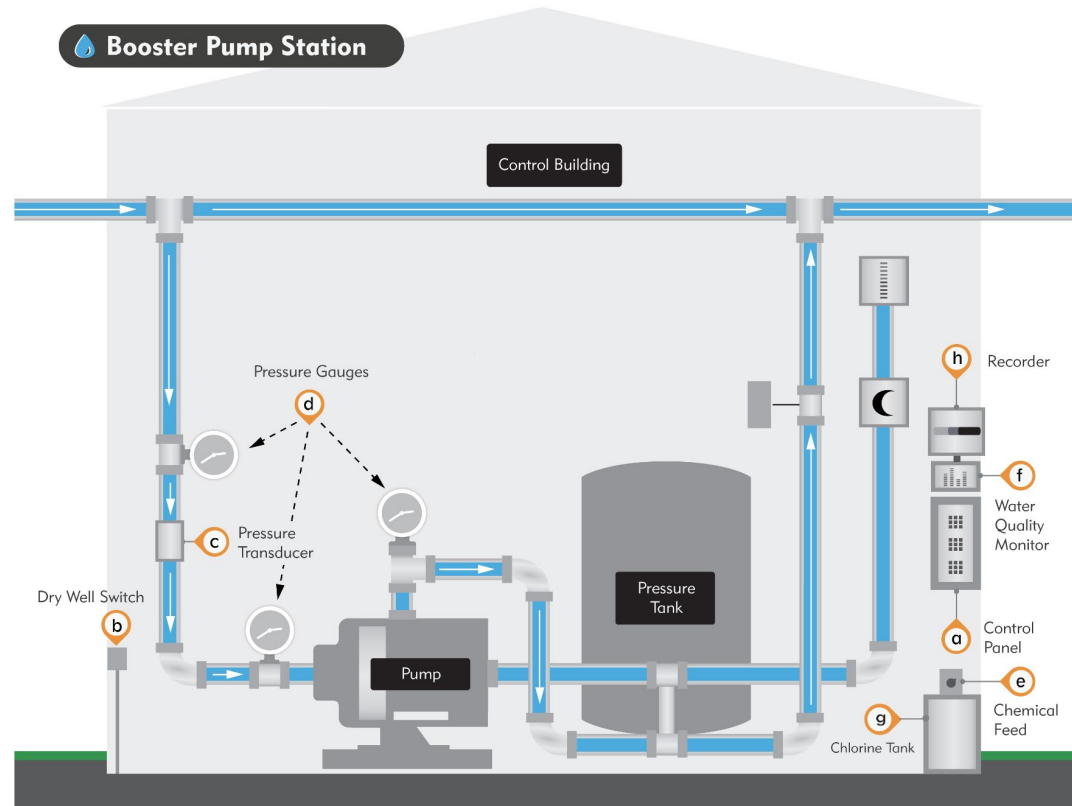 Booster Pump Station
Control Building
Pressure Gauges
d
h
Recorder
f
Water
Quality
Monitor
c
Pressure
Transducer
Dry Well Switch
b
Pressure
Tank
Pump
a
Control
Panel
e
Chemical
Feed
g
Chlorine Tank